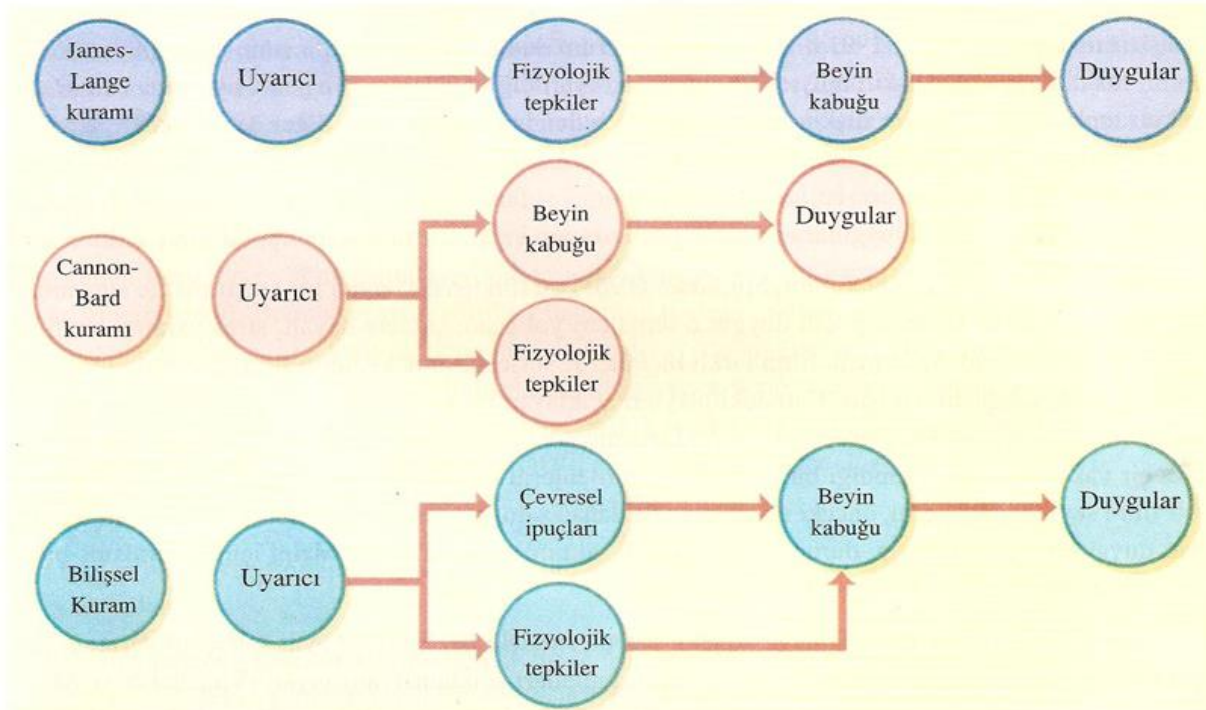 James-
Lange
kuramı
Uyarıcı
Fizyolojik
tepkiler
Beyin
kabuğu
Duygular
Cannon-
Bard
kuramı
Uyarıcı
Beyin
kabuğu
Duygular
Fizyolojik
tepkiler
Bilişsel
Kuram
Uyarıcı
Çevresel
ipuçları
Fizyolojik
tepkiler
Beyin
kabuğu
Duygular